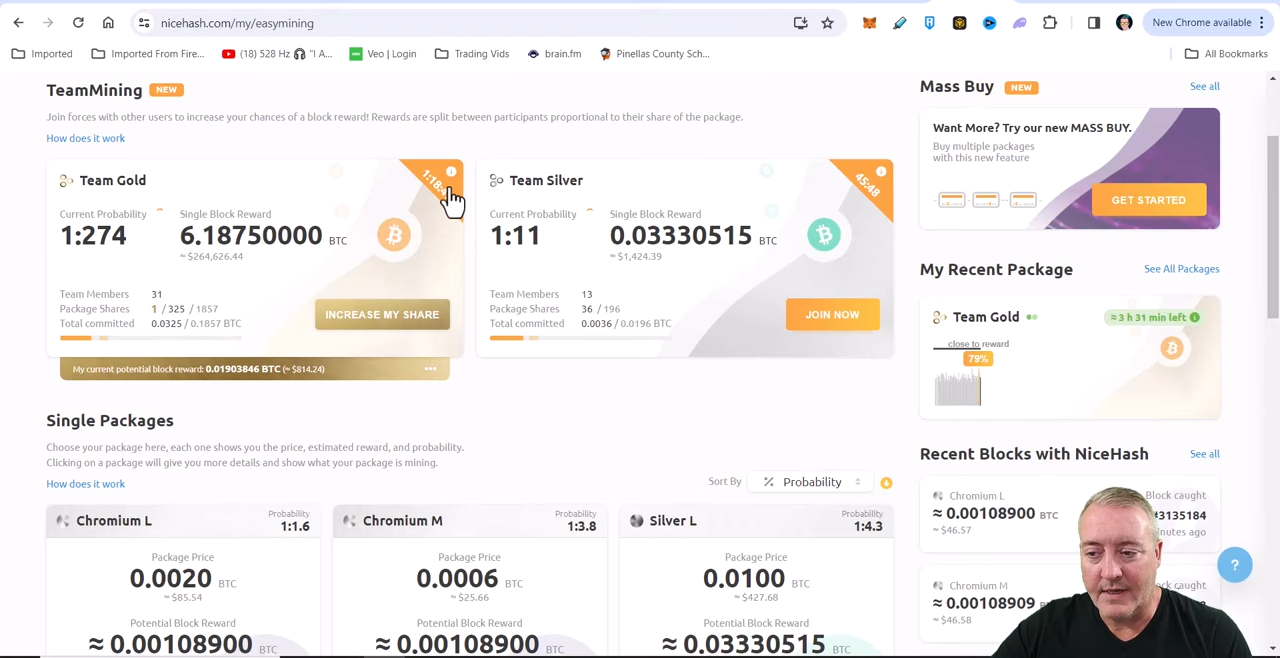 nicehash.com/my/easymining
New Chrome available
Imported
Imported From Fire...
(18) 528 Hz 🎧 "I A...
Veo | Login
Trading Vids
brain.fm
Pinellas County Sch...
All Bookmarks
TeamMining NEW
Join forces with other users to increase your chances of a block reward! Rewards are split between participants proportional to their share of the package.
How does it work
Team Gold
Current Probability
Single Block Reward
1:274
6.18750000 BTC
≈ $264,626.44
Team Members 31
Package Shares 1 / 325 / 1857
Total committed 0.0325 / 0.1857 BTC
INCREASE MY SHARE
My current potential block reward: 0.01903846 BTC (≈ $814.24)
Team Silver
45:48
Current Probability
Single Block Reward
1:11
0.03330515 BTC
≈ $1,424.39
Team Members 13
Package Shares 36 / 196
Total committed 0.0036 / 0.0196 BTC
JOIN NOW
Single Packages
Choose your package here, each one shows you the price, estimated reward, and probability.
Clicking on a package will give you more details and show what your package is mining.
How does it work
Sort By
% Probability
Chromium L
Probability
1:1.6
Package Price
0.0020 BTC
≈ $85.54
Potential Block Reward
≈ 0.00108900 BTC
Chromium M
Probability
1:3.8
Package Price
0.0006 BTC
≈ $25.66
Potential Block Reward
≈ 0.00108900 BTC
Silver L
Probability
1:4.3
Package Price
0.0100 BTC
≈ $427.68
Potential Block Reward
≈ 0.03330515 BTC
Mass Buy NEW
See all
Want More? Try our new MASS BUY.
Buy multiple packages
with this new feature
GET STARTED
My Recent Package
See All Packages
Team Gold
≈ 3 h 31 min left
close to reward
79%
Recent Blocks with NiceHash
See all
Chromium L
Block caught
≈ 0.00108900 BTC
3135184
≈ $46.57
ago
Chromium M
caught
≈ 0.00108909
≈ $46.58
ago
?